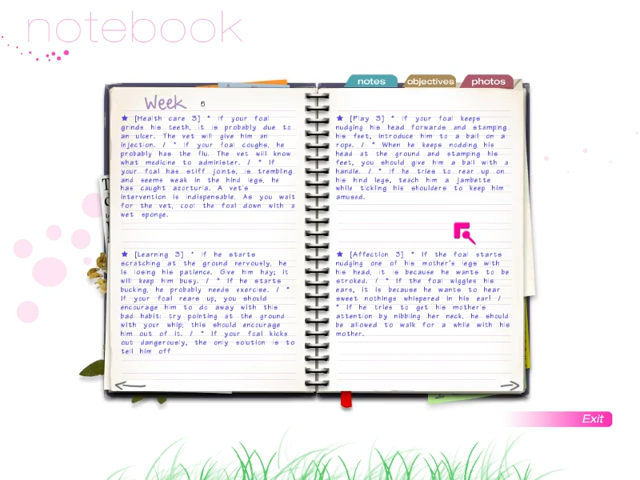 notebook
notes objectives photos
Week 5
★ [Health care 3] * If your foal
grinds his teeth, it is probably due to
an ulcer. The vet will give him an
injection. / * If your foal coughs, he
probably has the flu. The vet will know
what medicine to administer. / * If
your foal has stiff joints, is trembling
and seems weak in the hind legs, he
has caught azorturia. A vet's
intervention is indispensable. As you wait
for the vet, cool the foal down with a
wet sponge.
★ [Learning 3] * If he starts
scratching at the ground nervously, he
is losing his patience. Give him hay; it
will keep him busy. / * If he starts
bucking, he probably needs exercise. / *
If your foal rears up, you should
encourage him to do away with this
bad habit: try pointing at the ground
with your whip; this should encourage
him out of it. / * If your foal kicks
out dangerously, the only solution is to
tell him off
★ [Play 3] * If your foal keeps
nudging his head forwards and stamping
his feet, introduce him to a ball on a
rope. / * When he keeps nodding his
head at the ground and stamping his
feet, you should give him a ball with a
handle. / * If he tries to rear up on
his hind legs, teach him a jambette
while tickling his shoulders to keep him
amused.
★ [Affection 3] * If the foal starts
nudging one of his mother's legs with
his head, it is because he wants to be
stroked. / * If the foal wiggles his
ears, it is because he wants to hear
sweet nothings whispered in his ear! /
* If he tries to get his mother's
attention by nibbling her neck, he should
be allowed to walk for a while with his
mother.
Exit